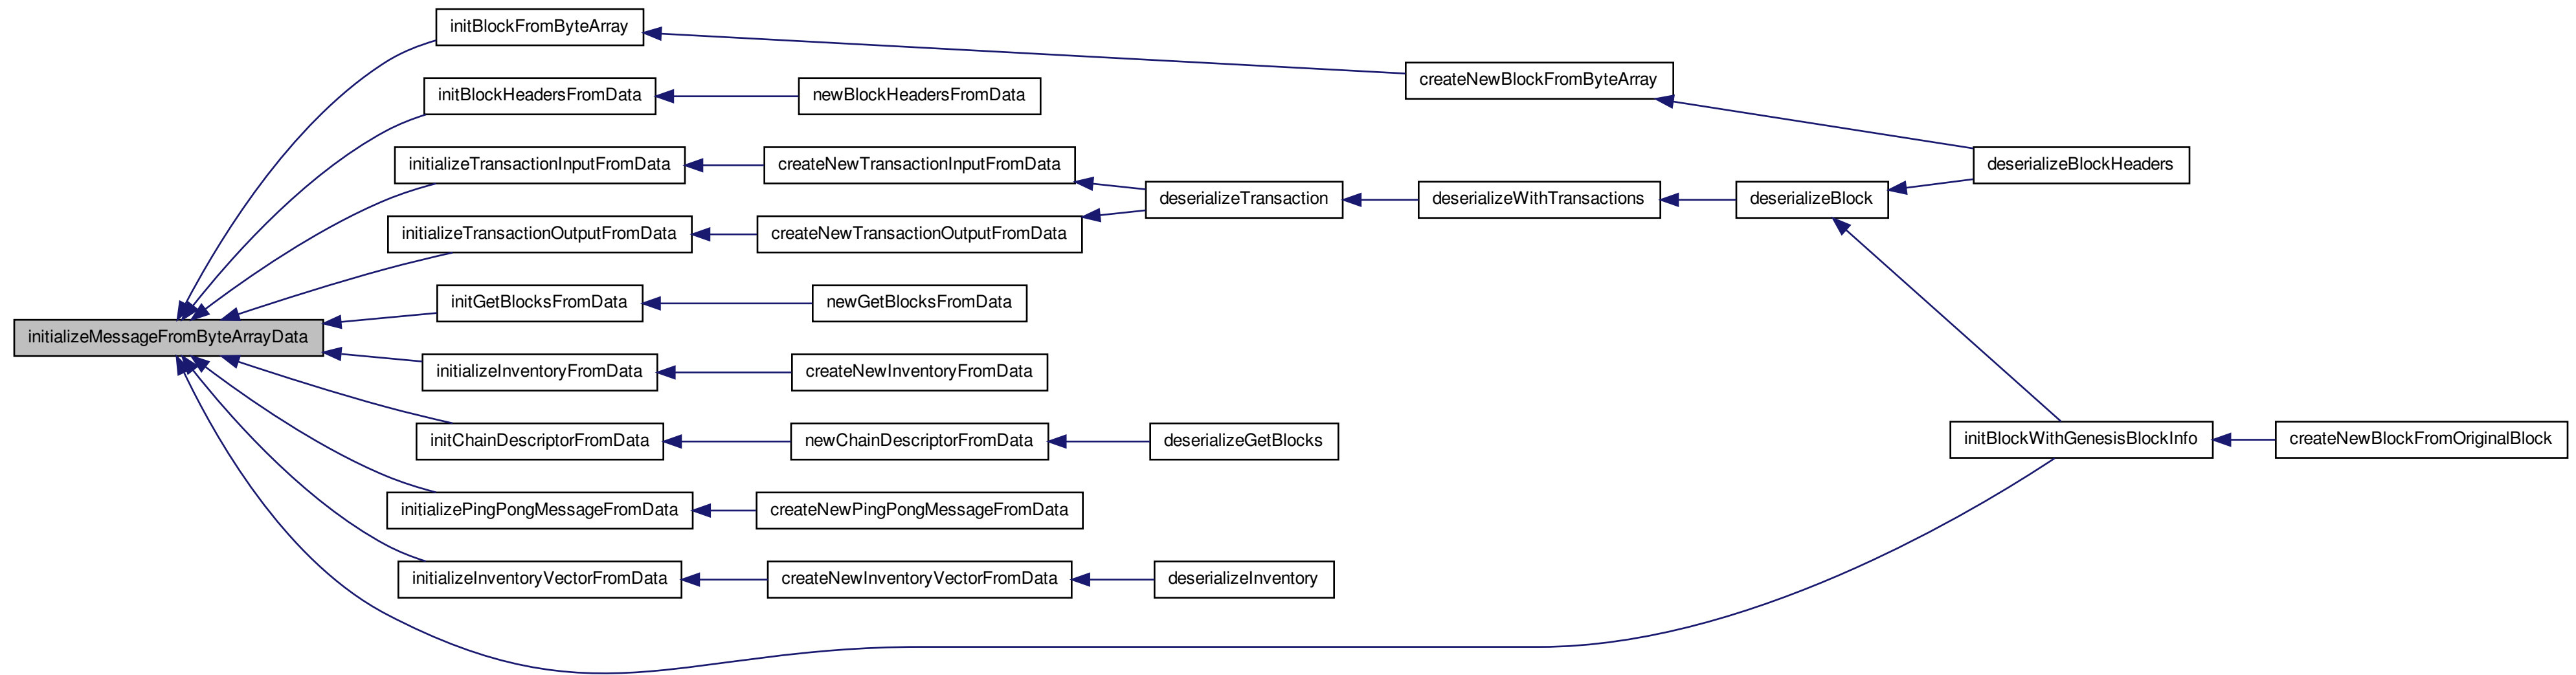 initBlockFromByteArray
createNewBlockFromByteArray
initBlockHeadersFromData
newBlockHeadersFromData
initializeTransactionInputFromData
createNewTransactionInputFromData
deserializeBlockHeaders
deserializeTransaction
deserializeWithTransactions
deserializeBlock
initializeTransactionOutputFromData
createNewTransactionOutputFromData
initGetBlocksFromData
newGetBlocksFromData
initializeMessageFromByteArrayData
initializeInventoryFromData
createNewInventoryFromData
initChainDescriptorFromData
newChainDescriptorFromData
deserializeGetBlocks
initBlockWithGenesisBlockInfo
createNewBlockFromOriginalBlock
initializePingPongMessageFromData
createNewPingPongMessageFromData
initializeInventoryVectorFromData
createNewInventoryVectorFromData
deserializeInventory